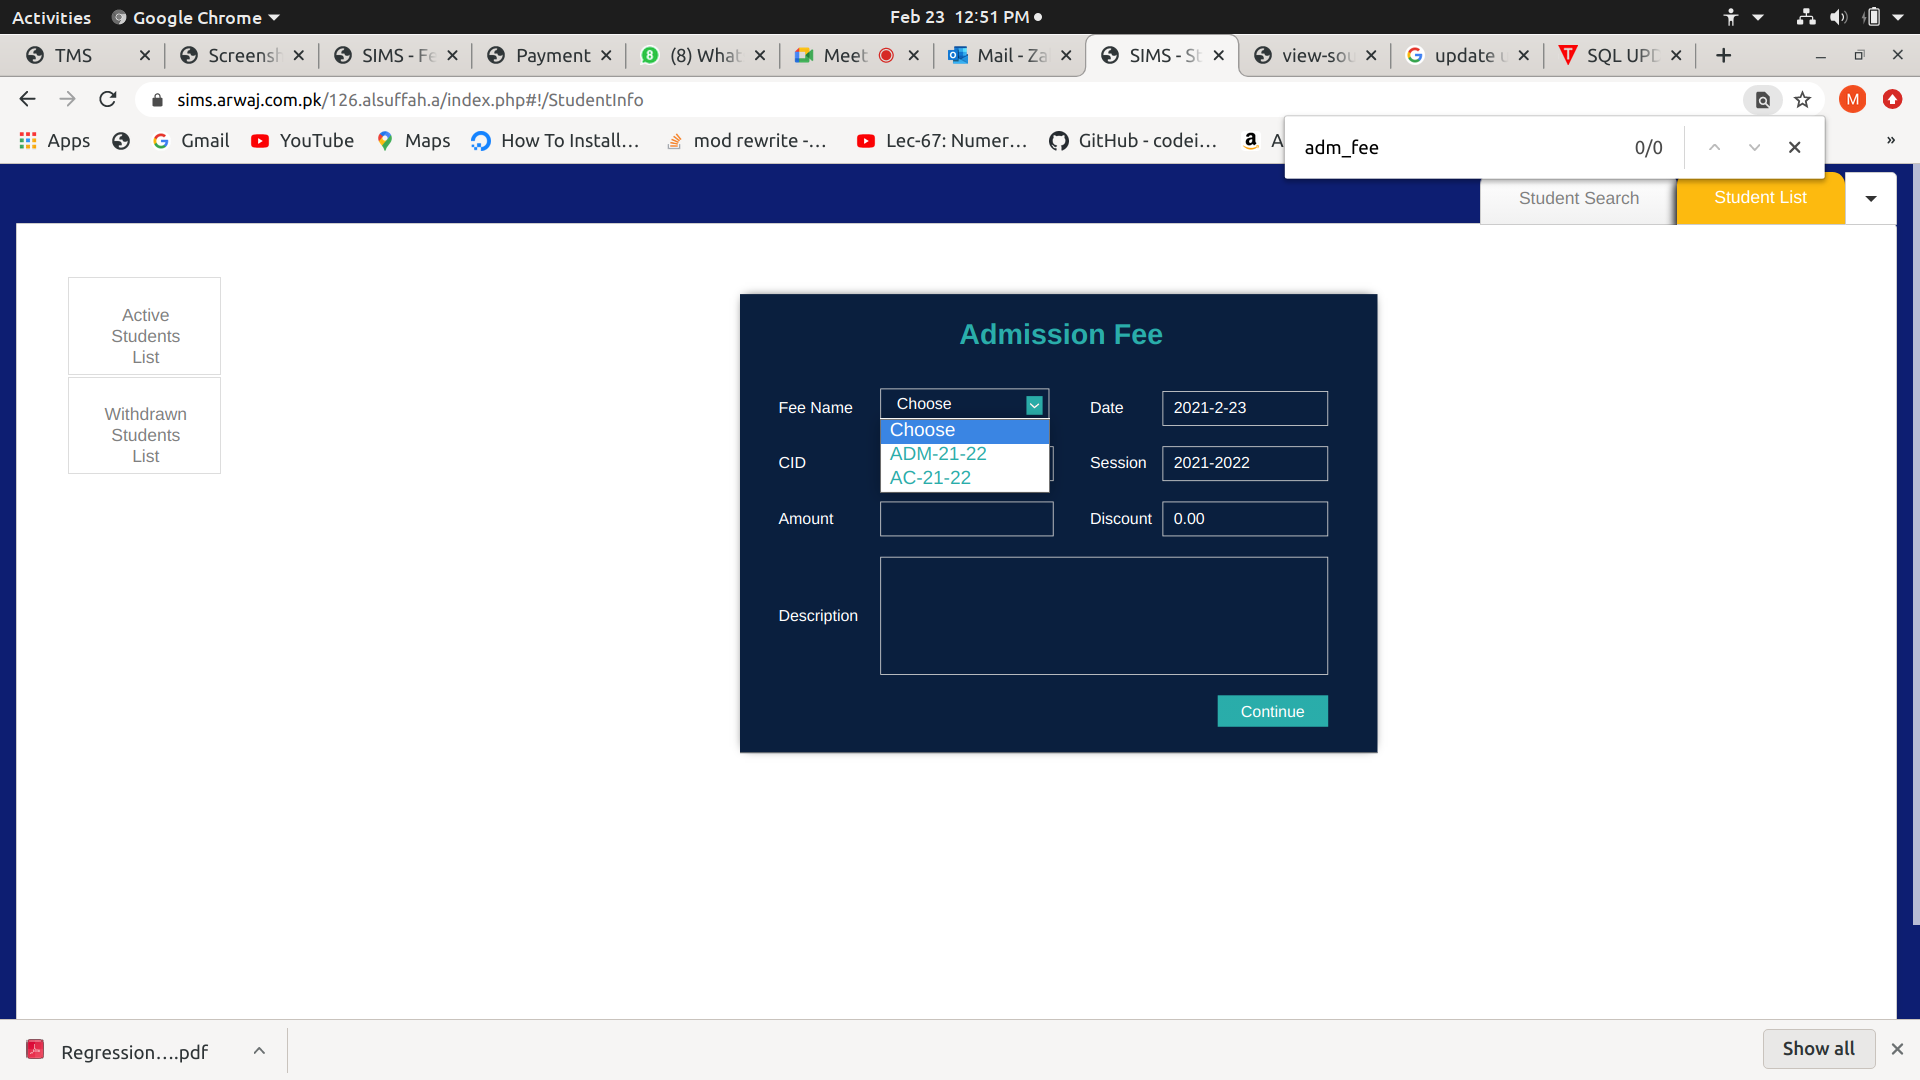 Activities Google Chrome Feb 23 12:51 PM
TMS Screensh SIMS - Fe Payment (8) What Meet Mail - Za SIMS - St view-sou update SQL UPD
sims.arwaj.com.pk/126.alsuffah.a/index.php#!/StudentInfo M
Apps Gmail YouTube Maps How To Install... mod rewrite -... Lec-67: Numer... GitHub - codei... A »
adm_fee 0/0
Student Search Student List
Active
Students
List
Withdrawn
Students
List
Admission Fee
Fee Name Choose Date 2021-2-23
Choose
ADM-21-22
AC-21-22
CID Session 2021-2022
Amount Discount 0.00
Description
Continue
Regression....pdf Show all